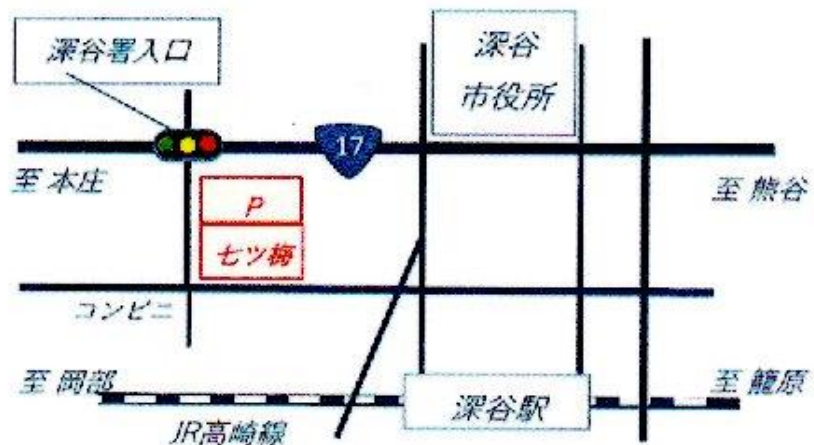 深谷署入口
深谷
市役所
17
至 本庄
至 熊谷
P
七ツ梅
コンビニ
至 岡部
至 籠原
深谷駅
JR高崎線